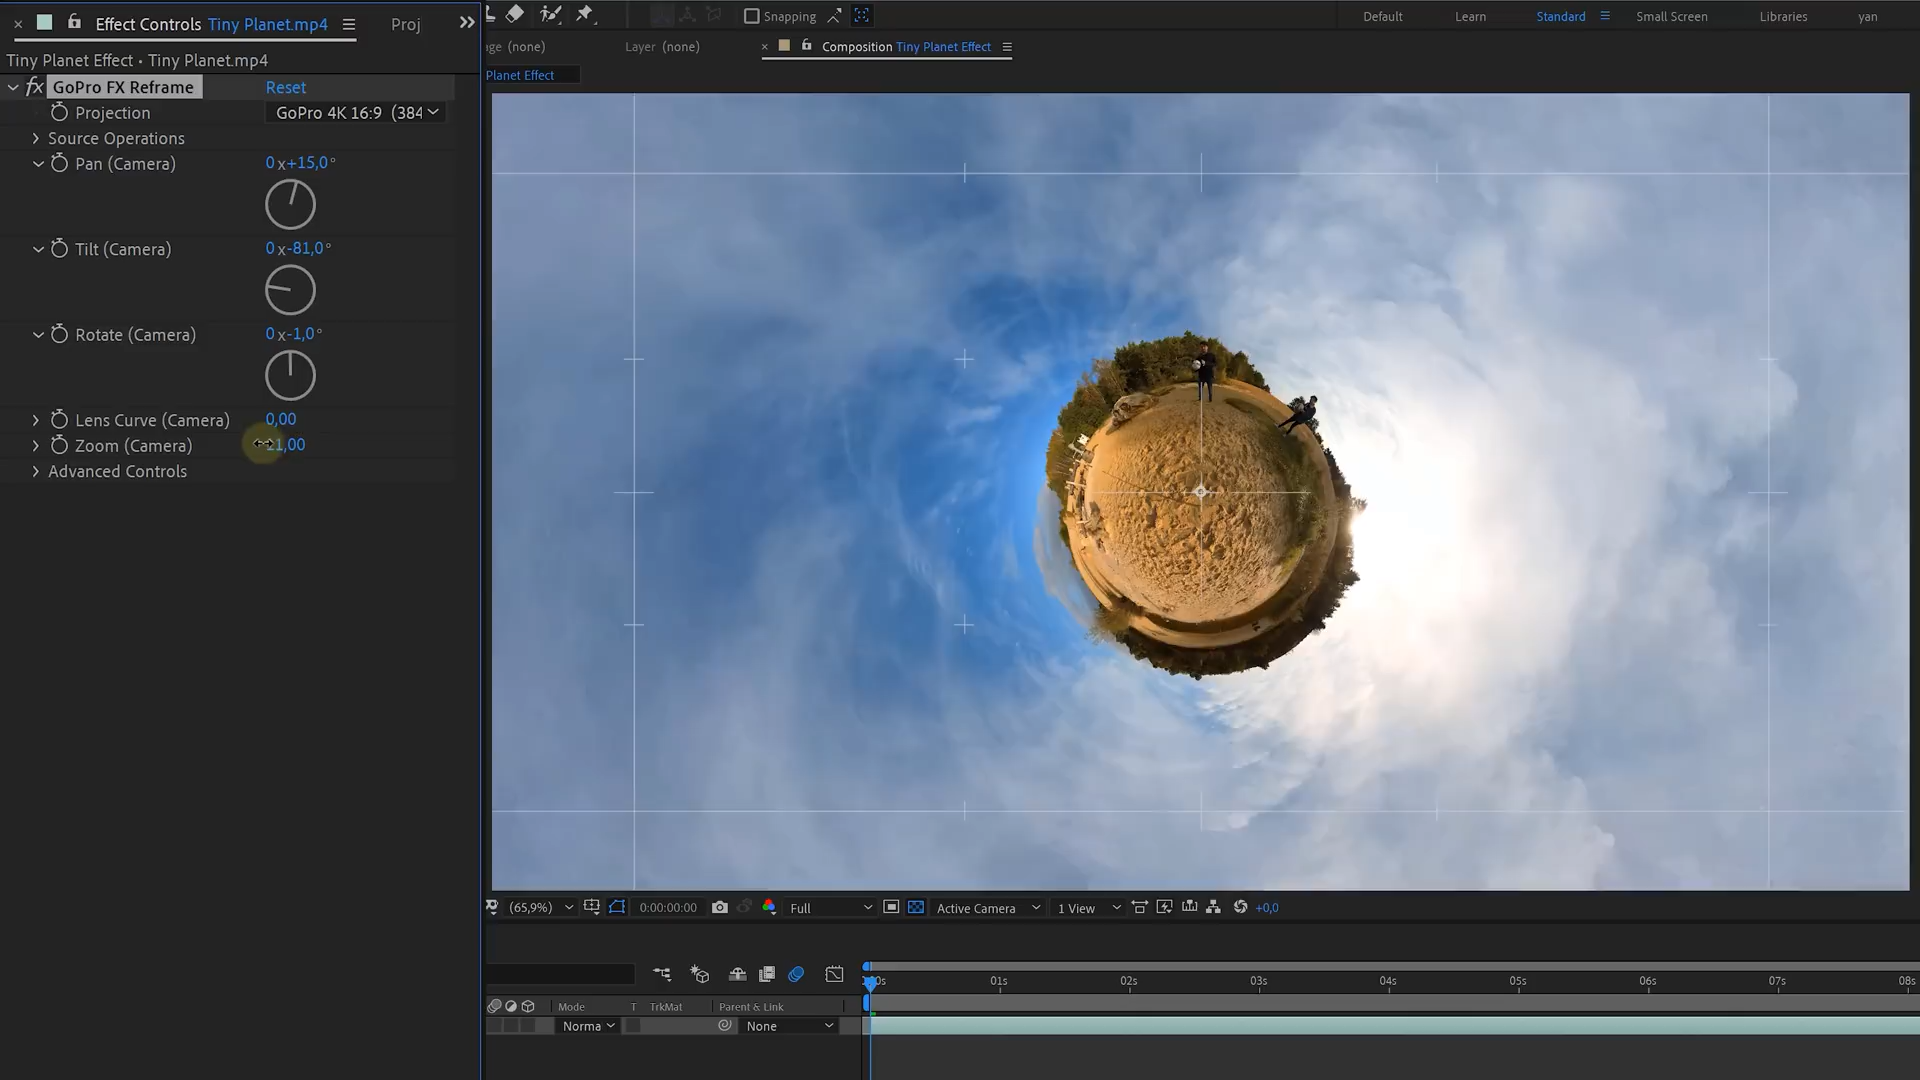 Effect Controls Tiny Planet.mp4 Proj
Snapping
Default Learn Standard Small Screen Libraries yan
(none) Layer (none) Composition Tiny Planet Effect
Tiny Planet Effect • Tiny Planet.mp4
Planet Effect
fx GoPro FX Reframe Reset
Projection GoPro 4K 16:9 (384
Source Operations
Pan (Camera) 0x+15,0°
Tilt (Camera) 0x-81,0°
Rotate (Camera) 0x-1,0°
Lens Curve (Camera) 0,00
Zoom (Camera) 1,00
Advanced Controls
(65,9%) 0:00:00:00 Full Active Camera 1 View +0,0
01s 02s 03s 04s 05s 06s 07s 08s
Mode T TrkMat Parent & Link
Norma None